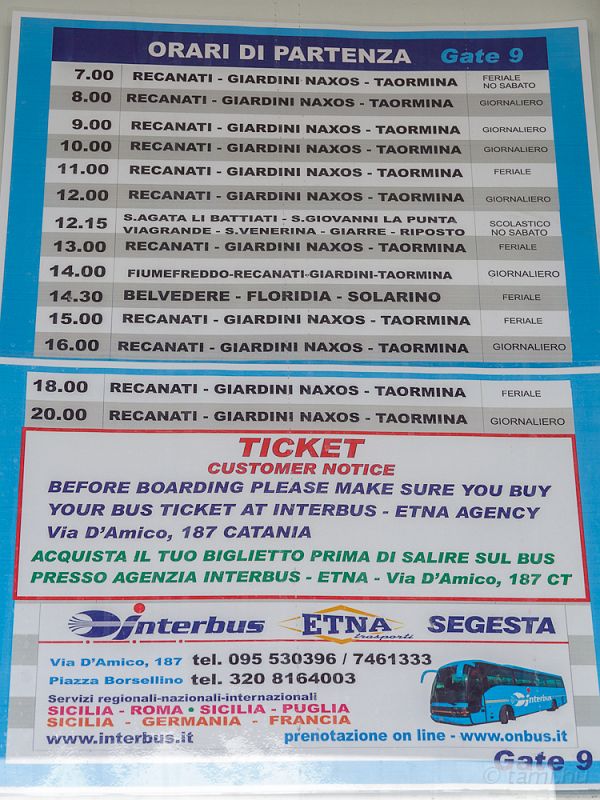 ORARI DI PARTENZA Gate 9
7.00 RECANATI - GIARDINI NAXOS - TAORMINA FERIALE NO SABATO
8.00 RECANATI - GIARDINI NAXOS - TAORMINA GIORNALIERO
9.00 RECANATI - GIARDINI NAXOS - TAORMINA GIORNALIERO
10.00 RECANATI - GIARDINI NAXOS - TAORMINA GIORNALIERO
11.00 RECANATI - GIARDINI NAXOS - TAORMINA FERIALE
12.00 RECANATI - GIARDINI NAXOS - TAORMINA GIORNALIERO
12.15 S.AGATA LI BATTIATI - S.GIOVANNI LA PUNTA SCOLASTICO
VIAGRANDE - S.VENERINA - GIARRE - RIPOSTO NO SABATO
13.00 RECANATI - GIARDINI NAXOS - TAORMINA FERIALE
14.00 FIUMEFREDDO-RECANATI-GIARDINI-TAORMINA GIORNALIERO
14.30 BELVEDERE - FLORIDIA - SOLARINO FERIALE
15.00 RECANATI - GIARDINI NAXOS - TAORMINA FERIALE
16.00 RECANATI - GIARDINI NAXOS - TAORMINA GIORNALIERO
18.00 RECANATI - GIARDINI NAXOS - TAORMINA FERIALE
20.00 RECANATI - GIARDINI NAXOS - TAORMINA GIORNALIERO
TICKET
CUSTOMER NOTICE
BEFORE BOARDING PLEASE MAKE SURE YOU BUY
YOUR BUS TICKET AT INTERBUS - ETNA AGENCY
Via D'Amico, 187 CATANIA
ACQUISTA IL TUO BIGLIETTO PRIMA DI SALIRE SUL BUS
PRESSO AGENZIA INTERBUS - ETNA - Via D'Amico, 187 CT
interbus ETNA trasporti SEGESTA
Via D'Amico, 187 tel. 095 530396 / 7461333
Piazza Borsellino tel. 320 8164003
Servizi regionali-nazionali-internazionali
SICILIA - ROMA • SICILIA - PUGLIA
SICILIA - GERMANIA - FRANCIA
interbus
www.interbus.it prenotazione on line - www.onbus.it
Gate 9
© tamphu